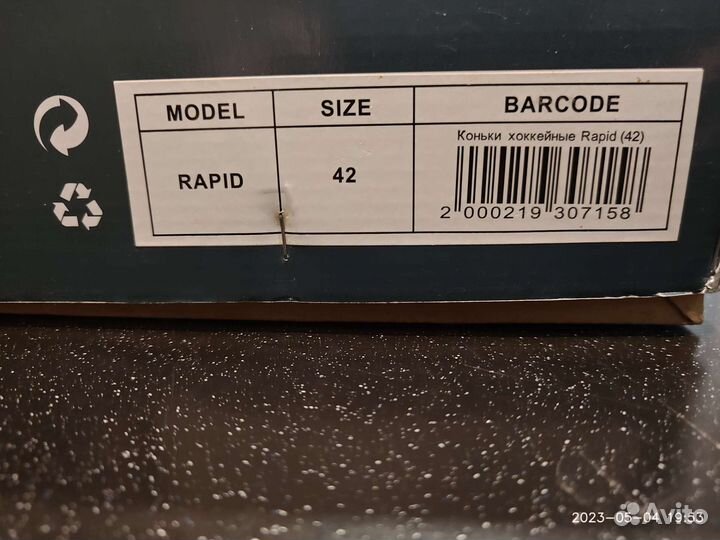 MODEL SIZE BARCODE
RAPID 42
Коньки хоккейные Rapid (42)
2 000219 307158
Avito
2023-05-04 19:53